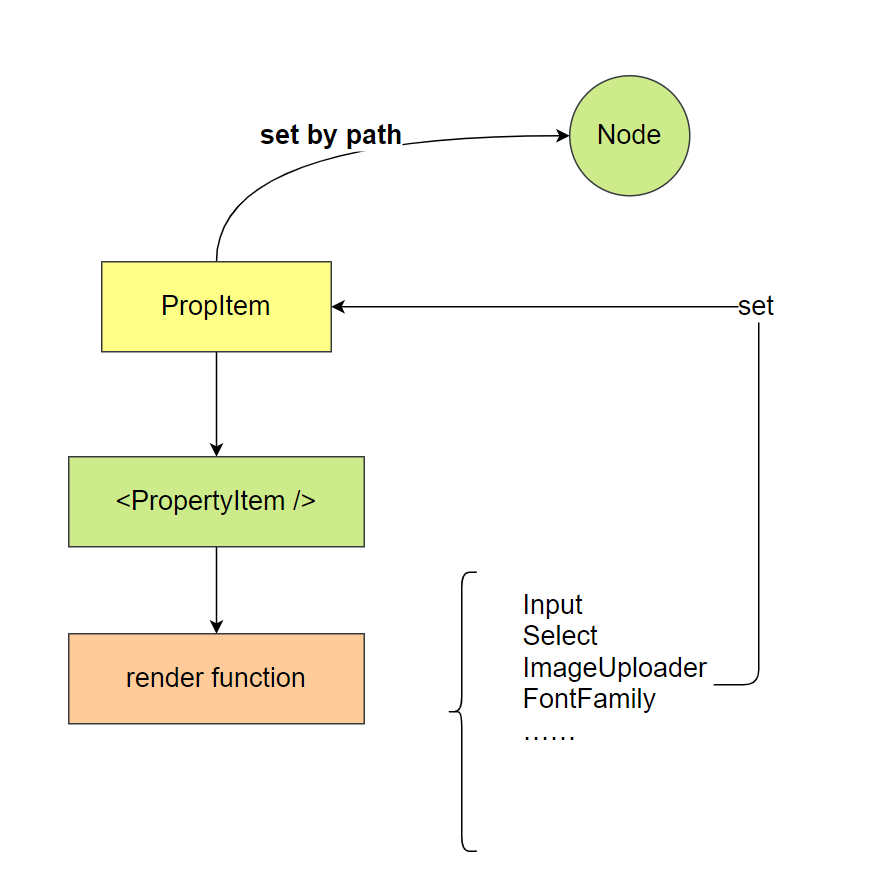 set by path
Node
PropItem
set
<PropertyItem />
render function
Input
Select
ImageUploader
FontFamily
……